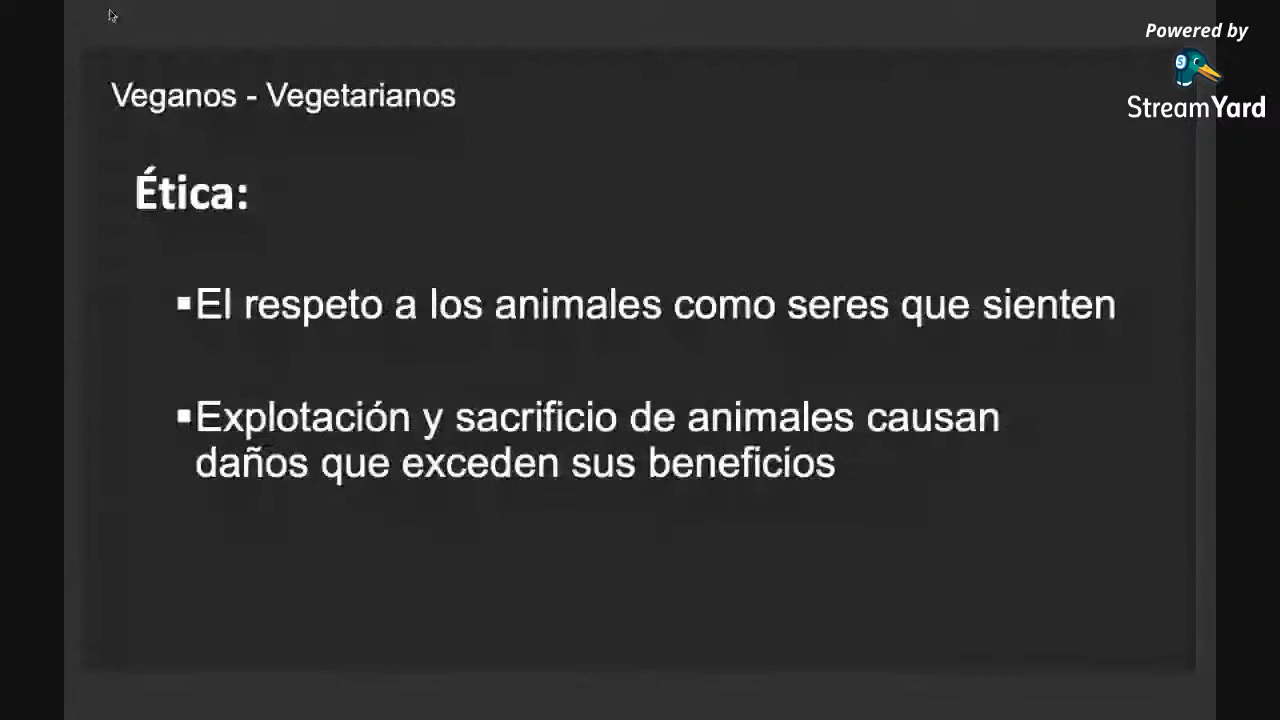 Powered by
StreamYard
Veganos - Vegetarianos
Ética:
▪El respeto a los animales como seres que sienten
▪Explotación y sacrificio de animales causan
daños que exceden sus beneficios